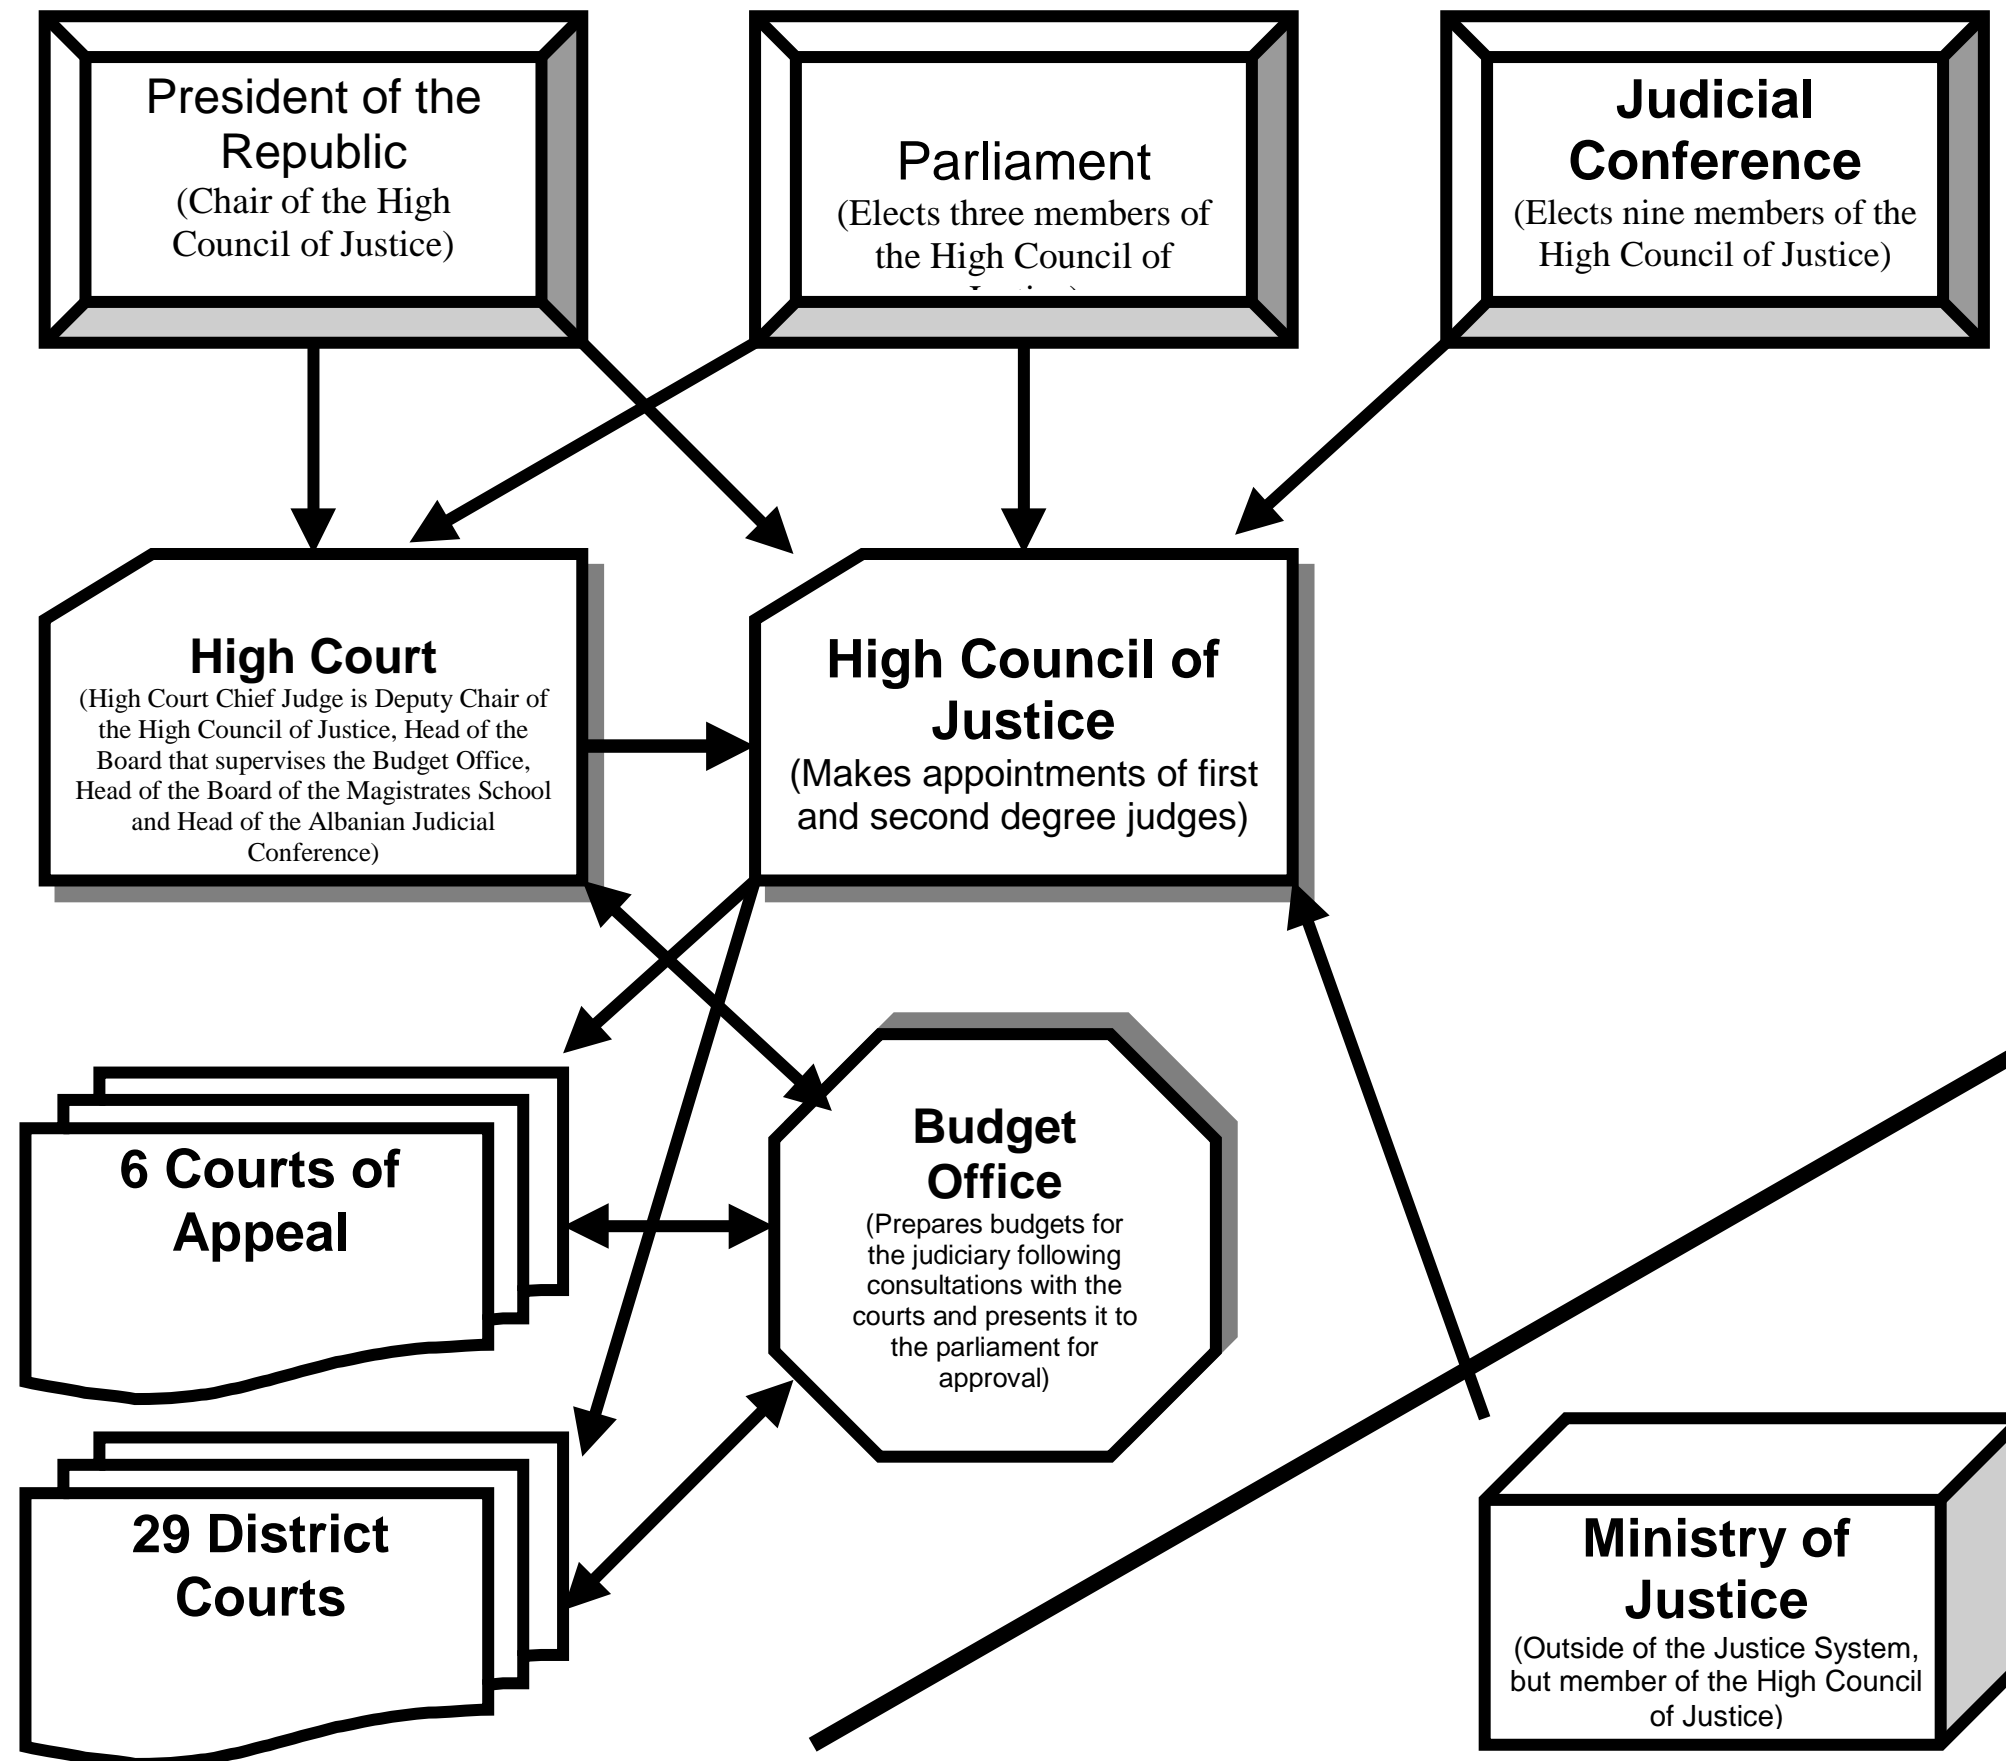 President of the
Republic
(Chair of the High
Council of Justice)
Parliament
(Elects three members of
the High Council of
Judicial
Conference
(Elects nine members of the
High Council of Justice)
High Court
(High Court Chief Judge is Deputy Chair of
the High Council of Justice, Head of the
Board that supervises the Budget Office,
Head of the Board of the Magistrates School
and Head of the Albanian Judicial
Conference)
High Council of
Justice
(Makes appointments of first
and second degree judges)
6 Courts of
Appeal
Budget
Office
(Prepares budgets for
the judiciary following
consultations with the
courts and presents it to
the parliament for
approval)
29 District
Courts
Ministry of
Justice
(Outside of the Justice System,
but member of the High Council
of Justice)